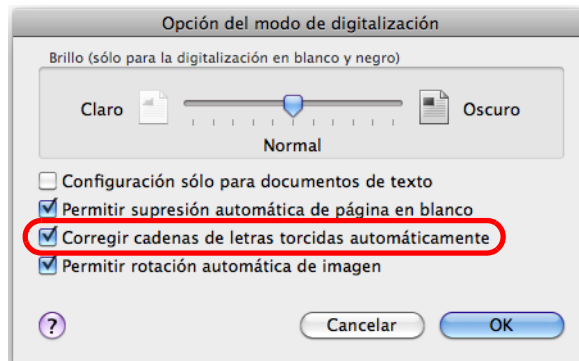 Opción del modo de digitalización
Brillo (sólo para la digitalización en blanco y negro)
Claro
Oscuro
Normal
Configuración sólo para documentos de texto
Permitir supresión automática de página en blanco
Corregir cadenas de letras torcidas automáticamente
Permitir rotación automática de imagen
?
Cancelar
OK